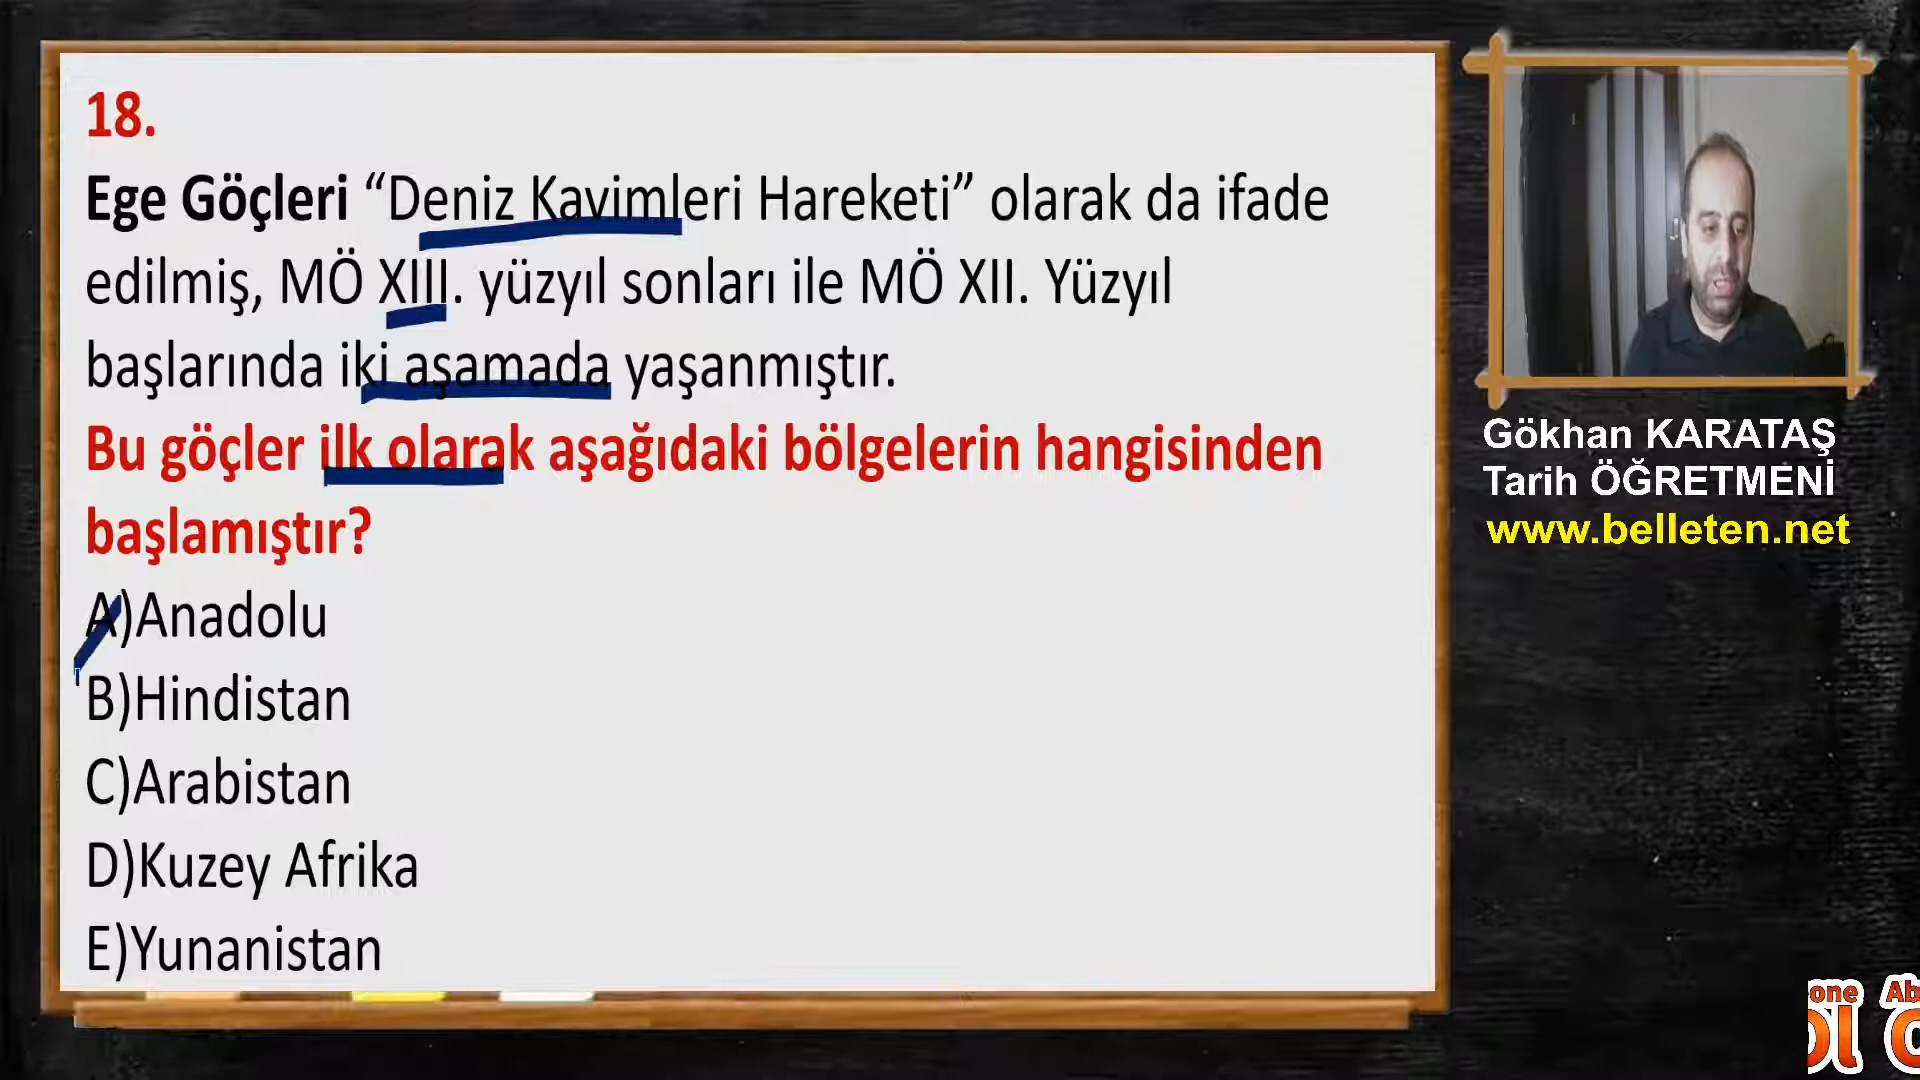 18.
Ege Göçleri “Deniz Kavimleri Hareketi” olarak da ifade
edilmiş, MÖ XIII. yüzyıl sonları ile MÖ XII. Yüzyıl
başlarında iki aşamada yaşanmıştır.
Bu göçler ilk olarak aşağıdaki bölgelerin hangisinden
başlamıştır?
A)Anadolu
B)Hindistan
C)Arabistan
D)Kuzey Afrika
E)Yunanistan
Gökhan KARATAŞ
Tarih ÖĞRETMENİ
www.belleten.net